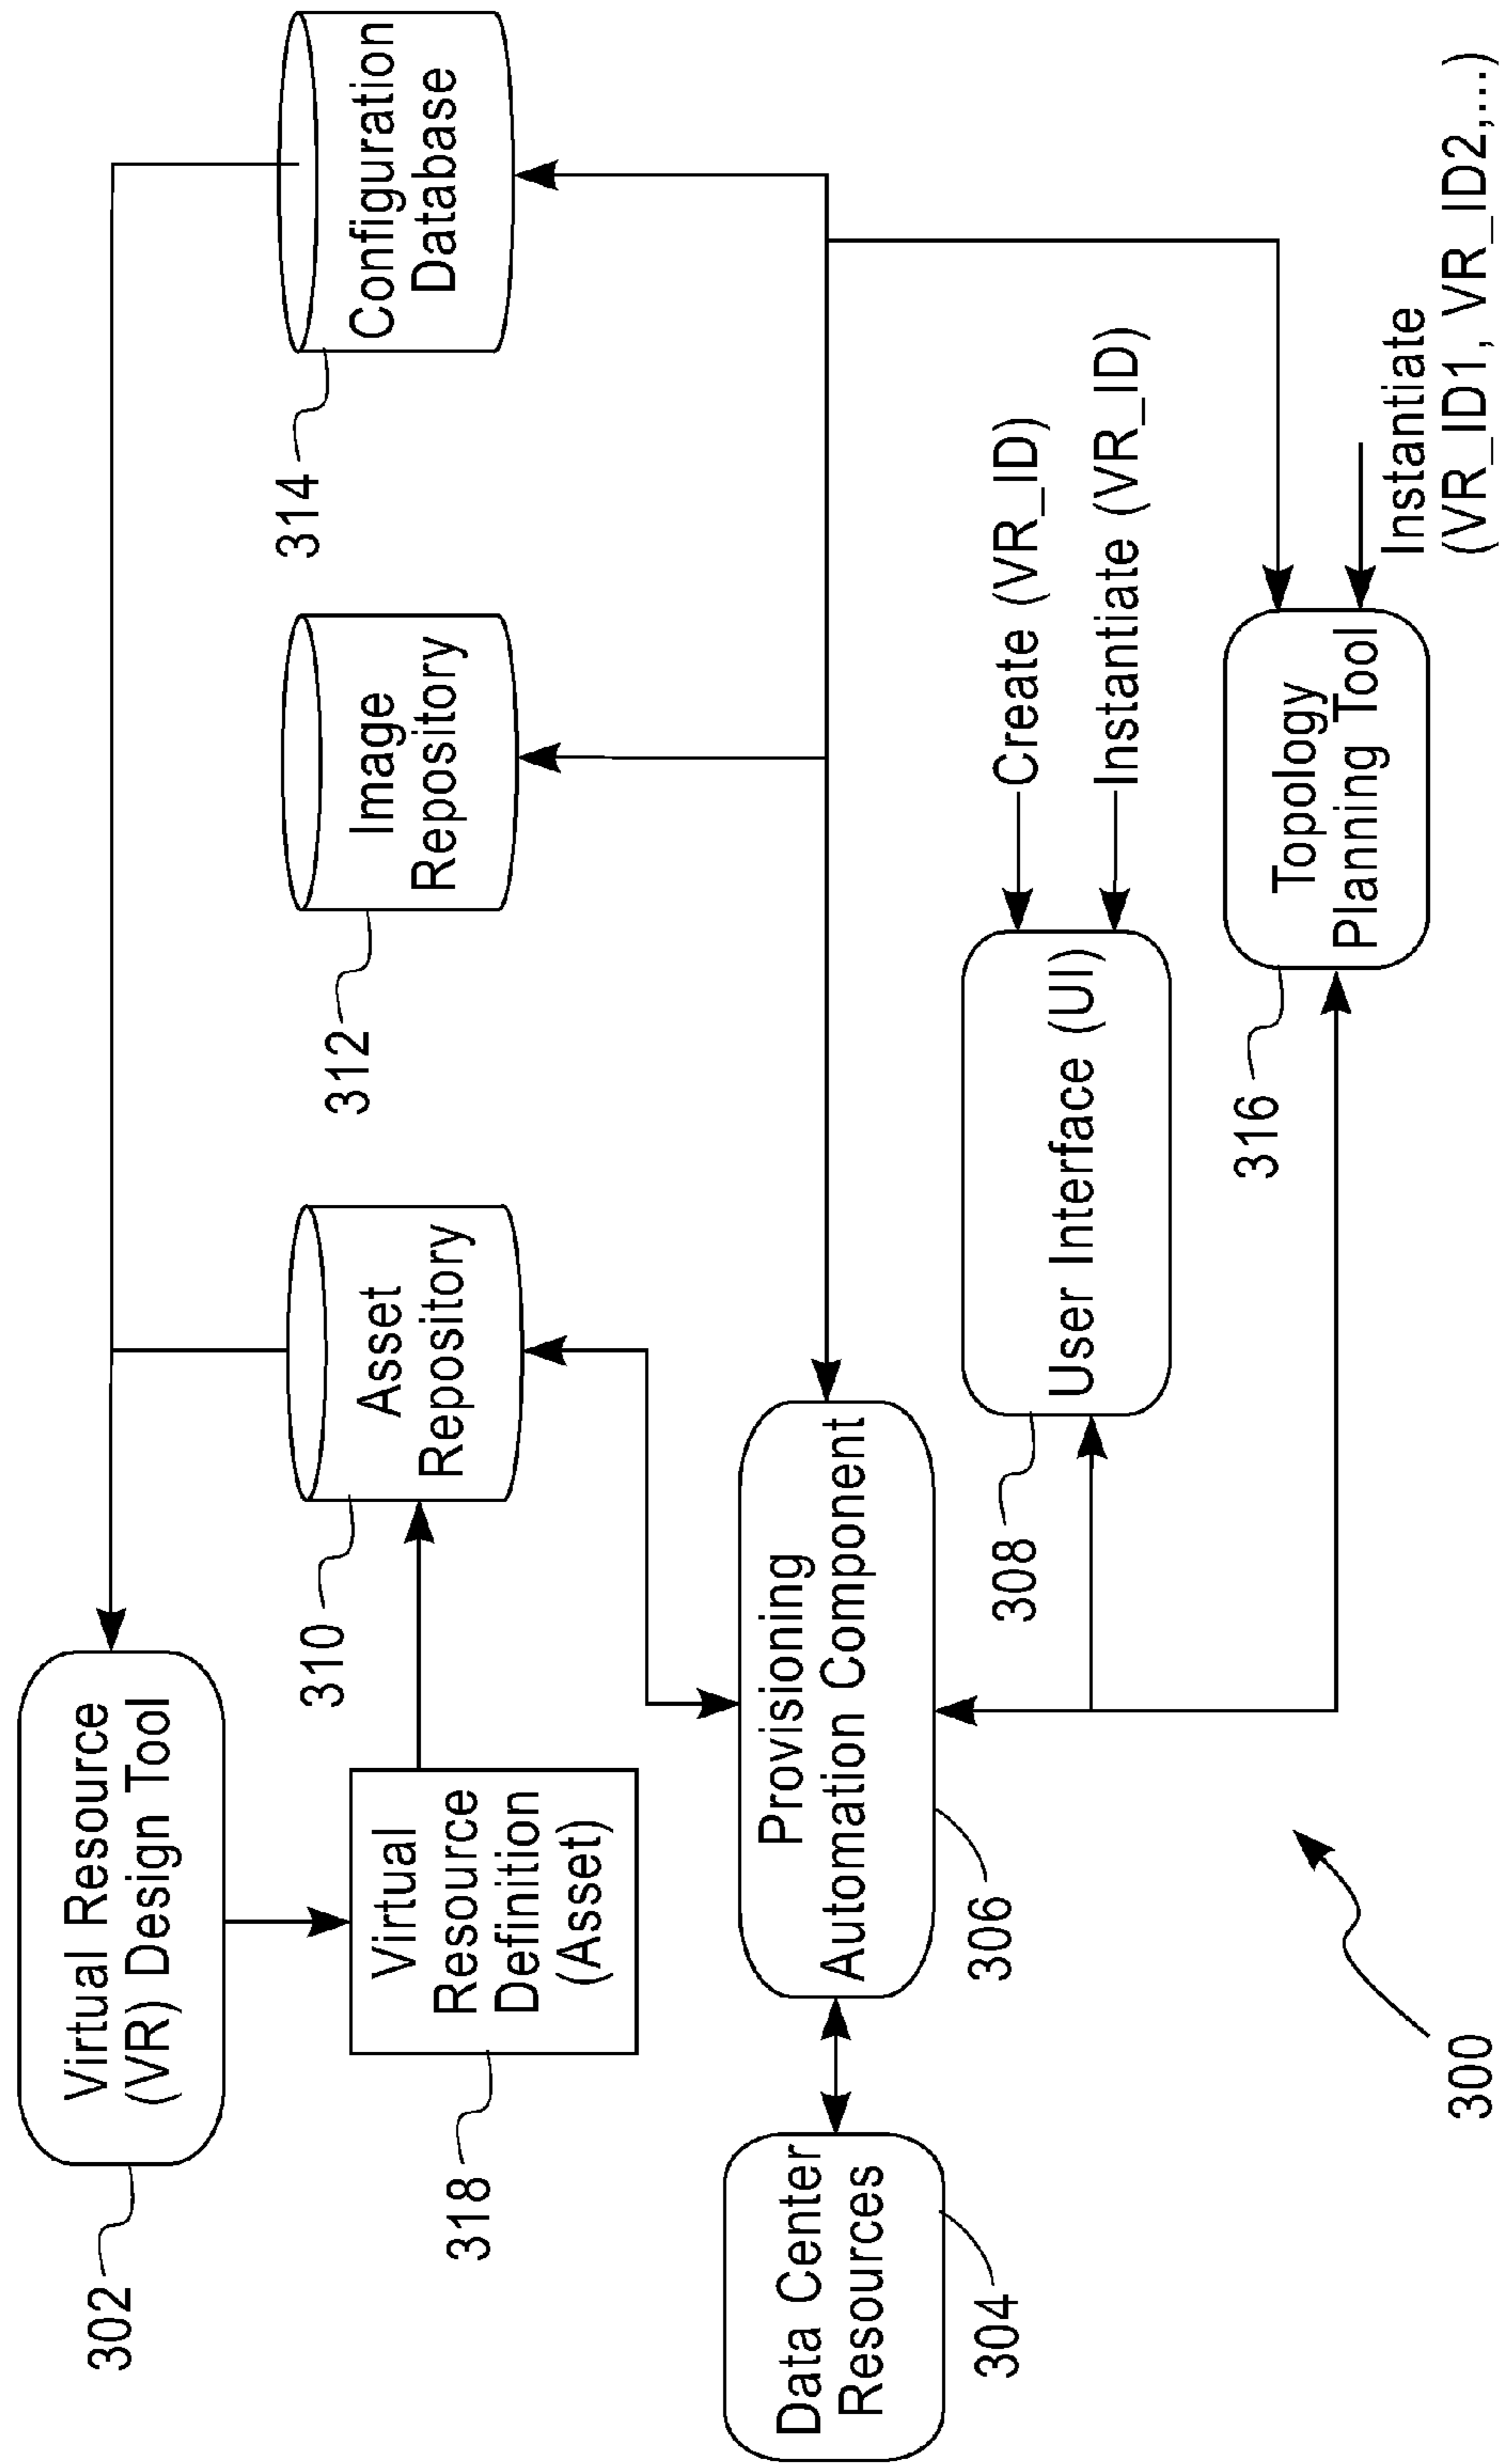 302
Virtual Resource
(VR) Design Tool
318
Virtual
Resource
Definition
(Asset)
310
Asset
Repository
312
Image
Repository
314
Configuration
Database
Data Center
Resources
304
Provisioning
Automation Component
306
308
User Interface (UI)
Create (VR_ID)
Instantiate (VR_ID)
316
Topology
Planning Tool
Instantiate
(VR_ID1, VR_ID2,...)
300